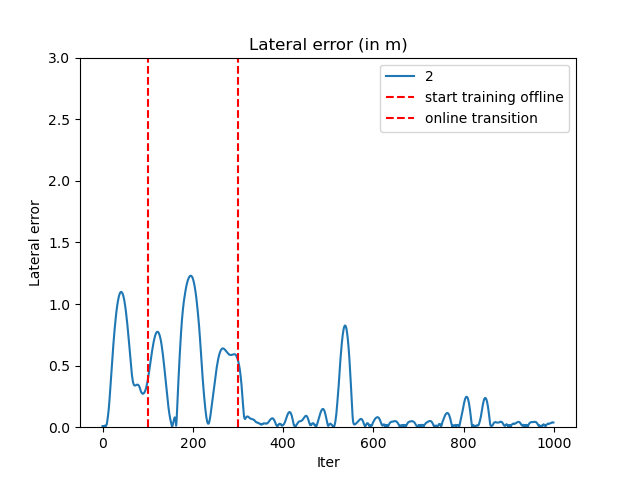 Lateral error (in m)
3.0
2.5
2.0
1.5
1.0
0.5
0.0
Lateral error
2
start training offline
online transition
0 200 400 600 800 1000
Iter